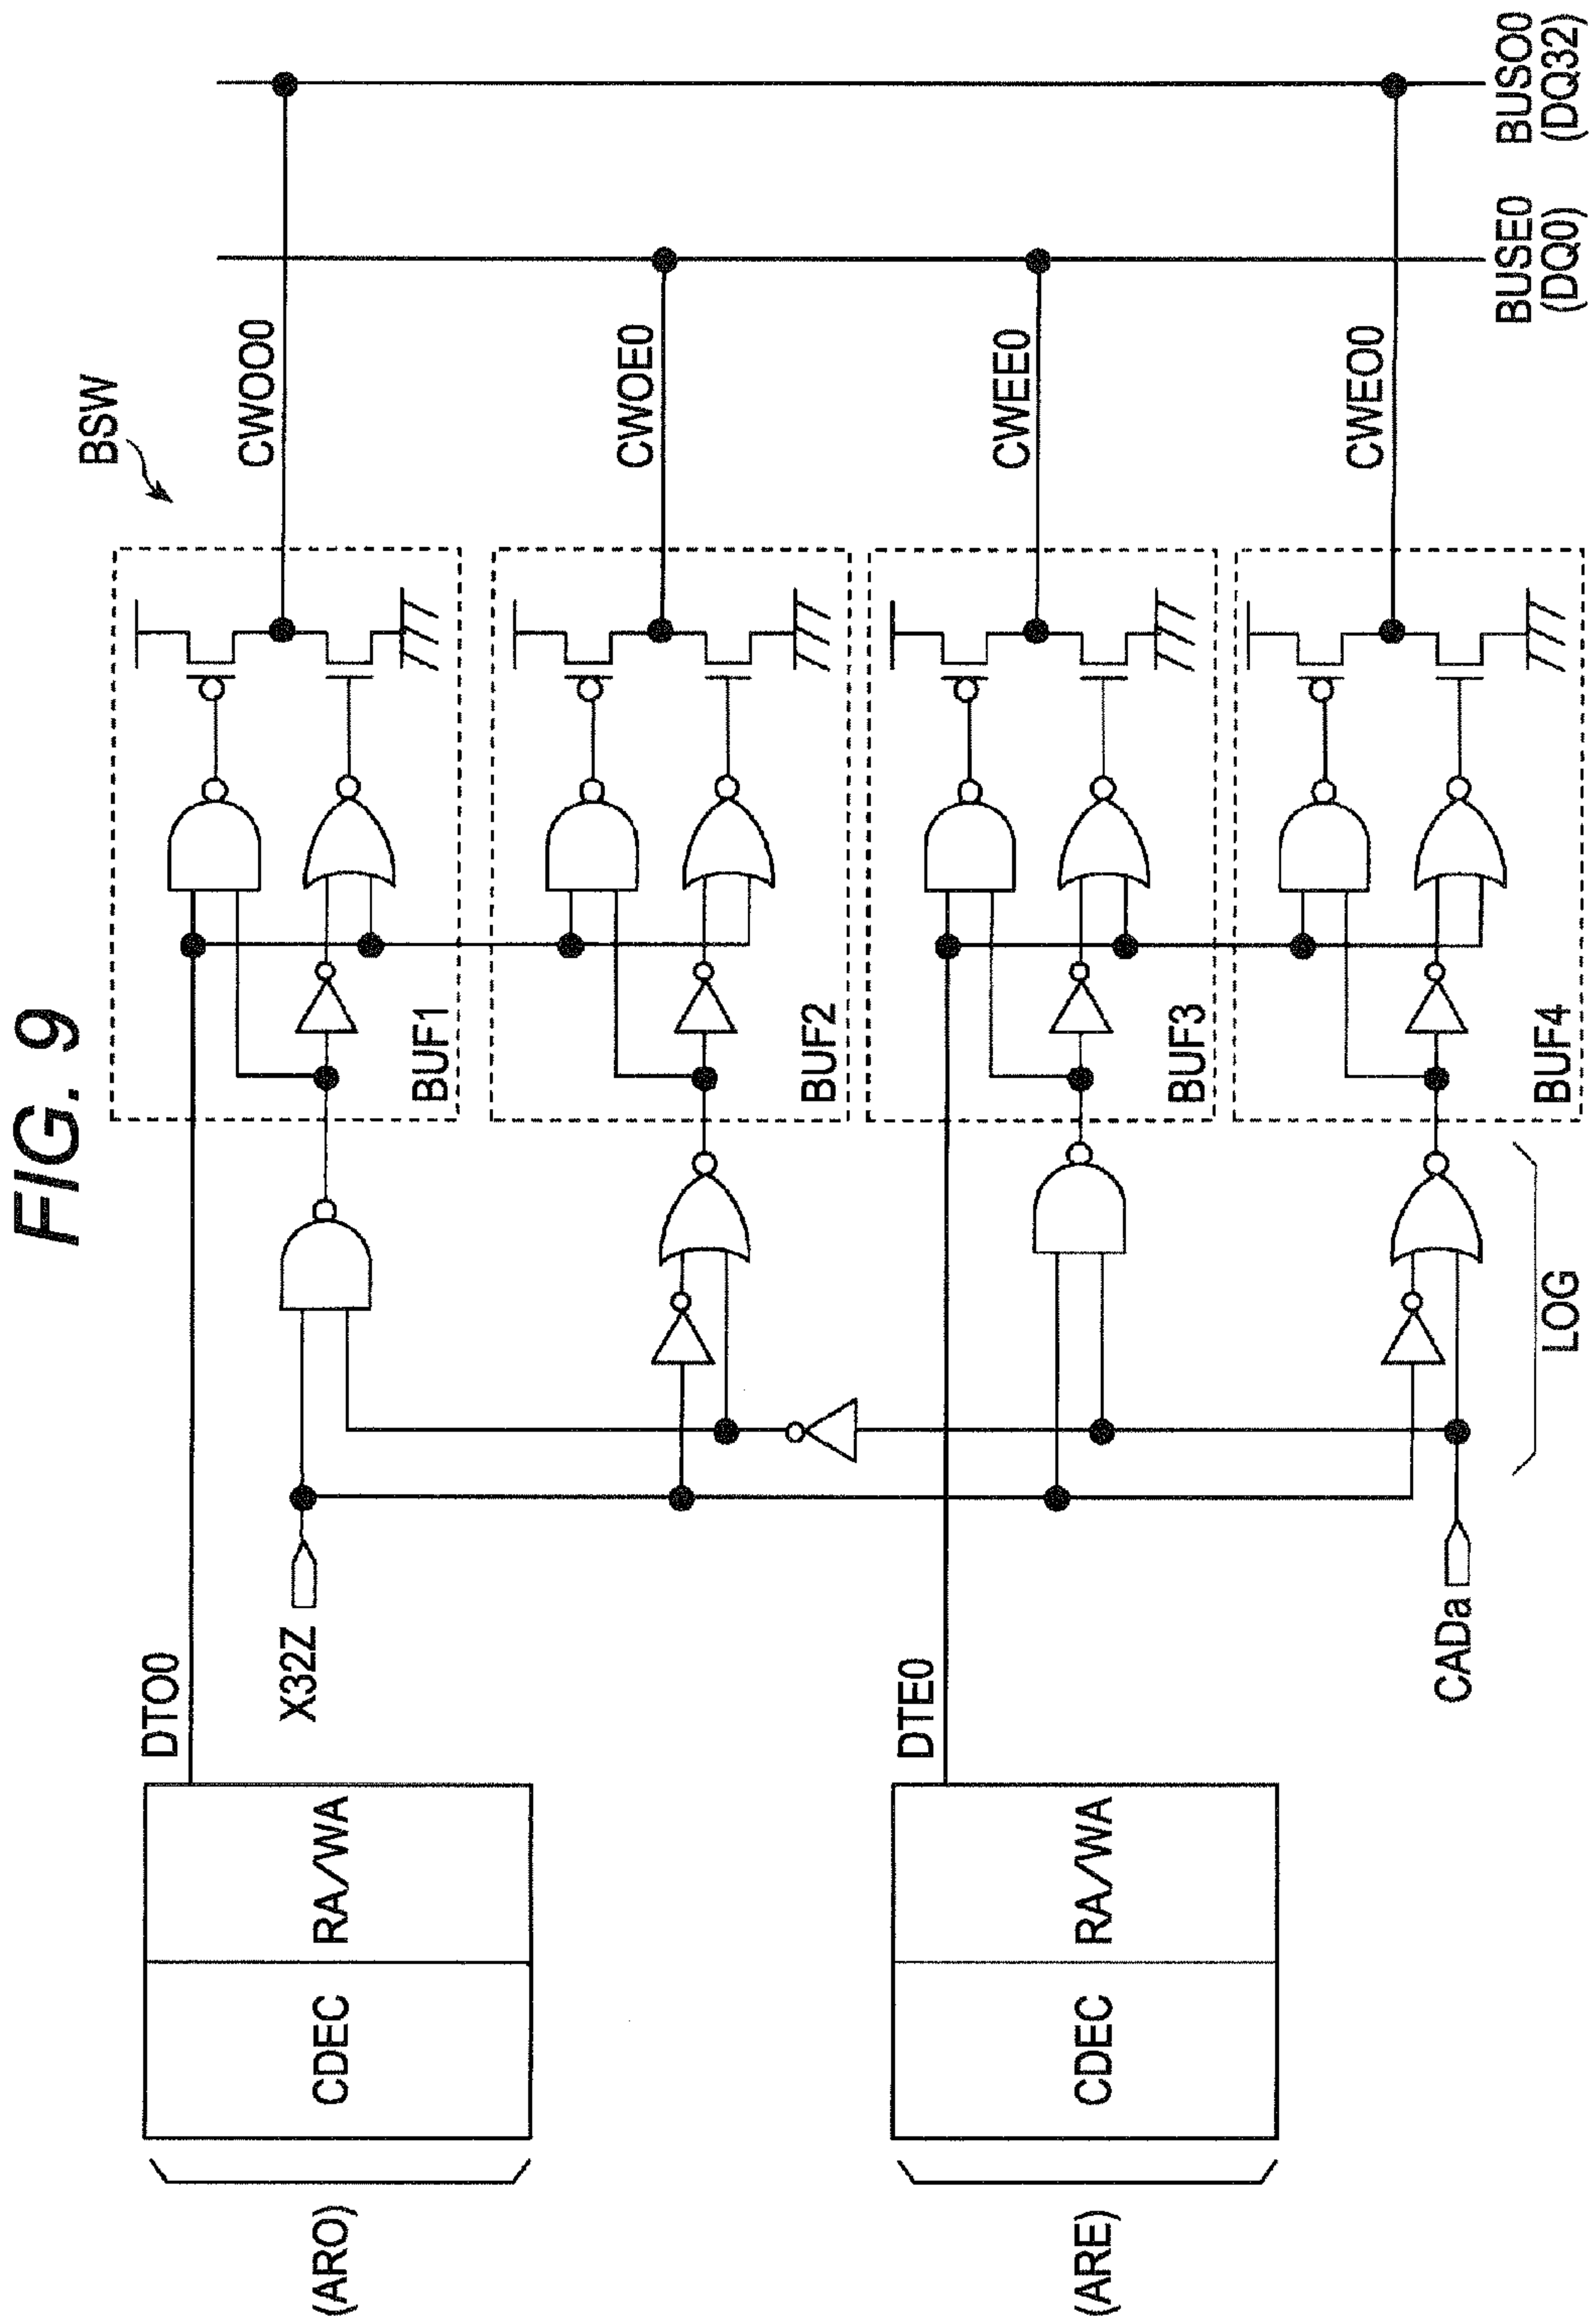 FIG. 9
BSW
(ARO)
CDEC
RA/WA
DTO0
X32Z
BUF1
CWOO0
BUF2
CWOE0
(ARE)
CDEC
RA/WA
DTE0
BUF3
CWEE0
CADa
LOG
BUF4
CWEO0
BUSE0
(DQ0)
BUSO0
(DQ32)